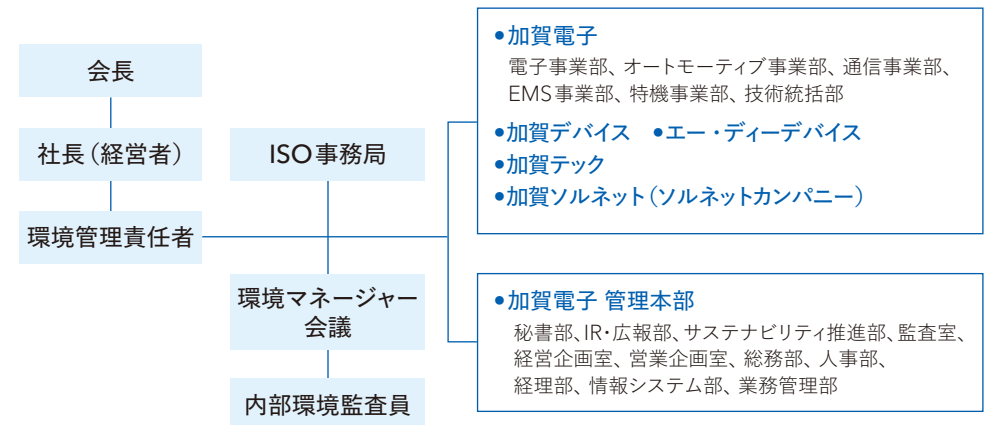 会長
社長（経営者）
環境管理責任者
ISO事務局
環境マネージャー
会議
内部環境監査員
•加賀電子
電子事業部、オートモーティブ事業部、通信事業部、
EMS事業部、特機事業部、技術統括部
•加賀デバイス •エー・ディーデバイス
•加賀テック
•加賀ソルネット（ソルネットカンパニー）
•加賀電子 管理本部
秘書部、IR・広報部、サステナビリティ推進部、監査室、
経営企画室、営業企画室、総務部、人事部、
経理部、情報システム部、業務管理部